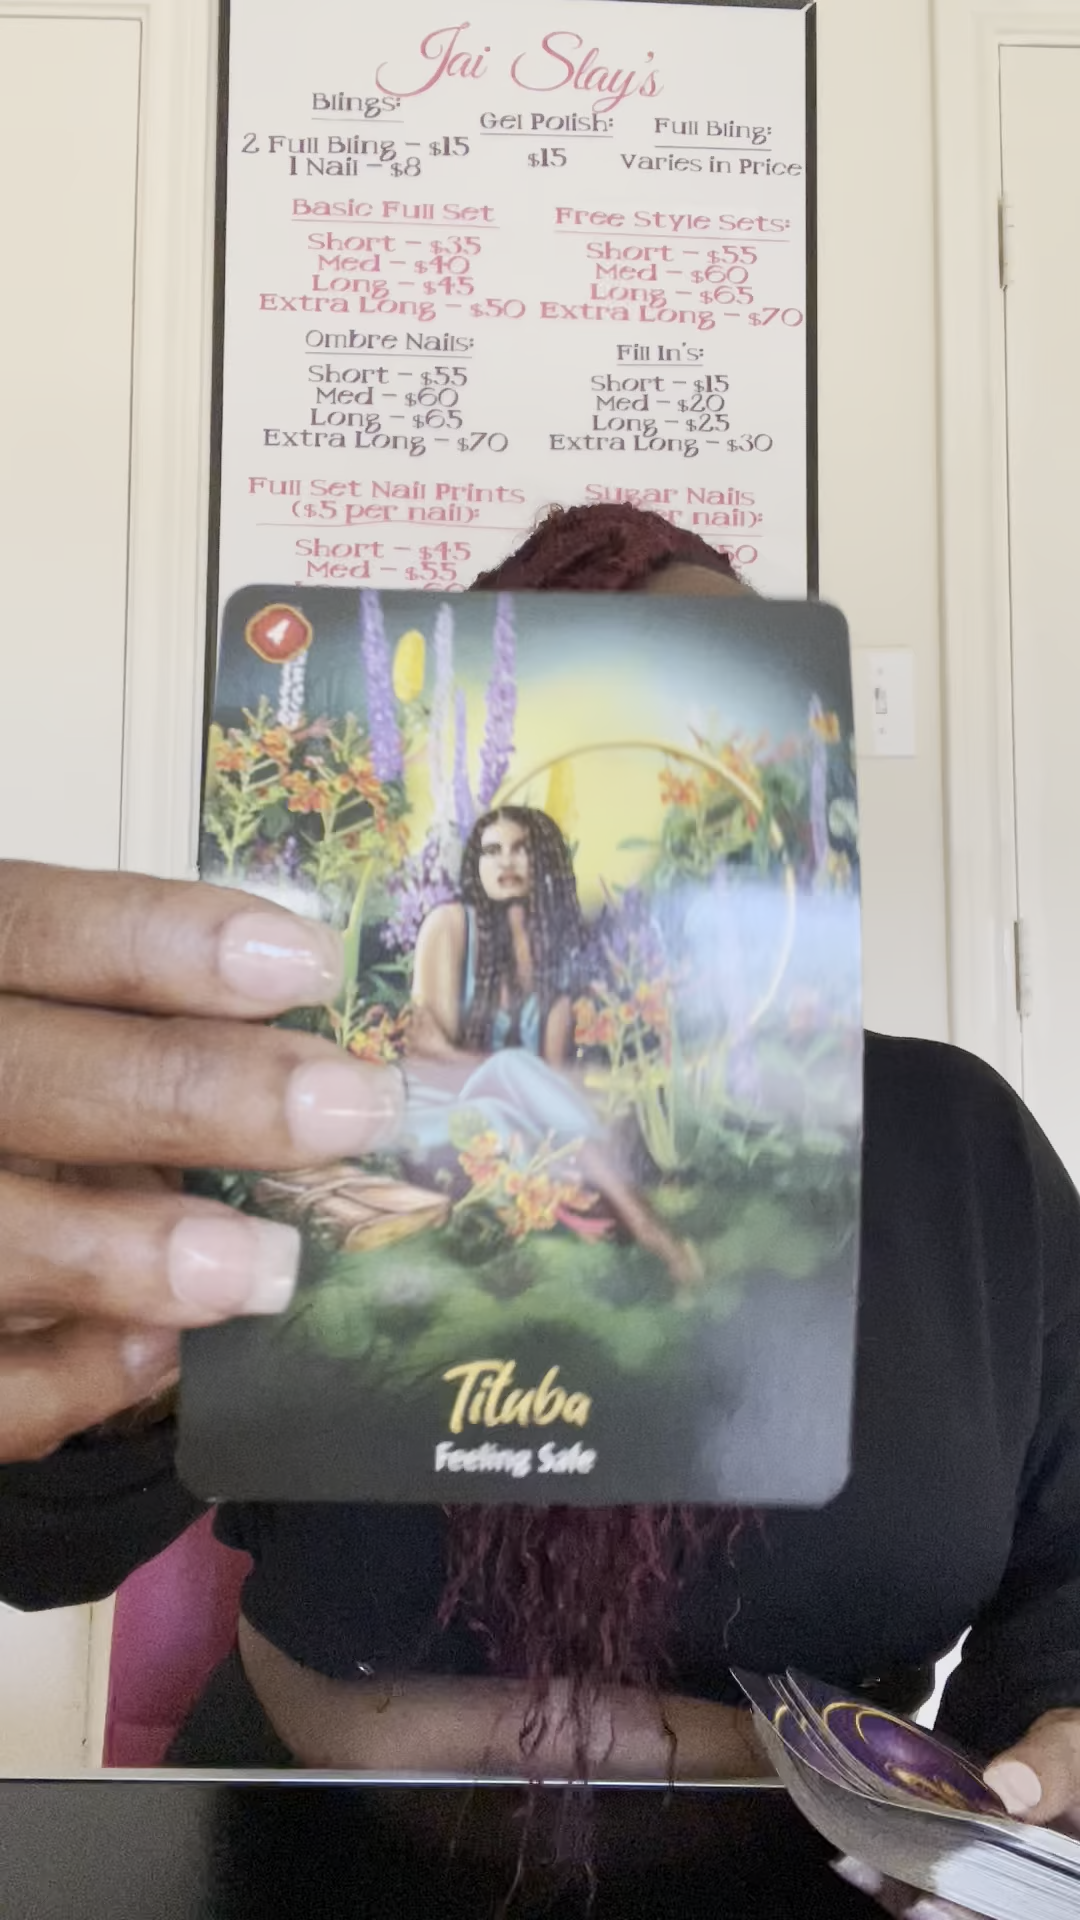 Jai Slay's
Blings:
2 Full Bling - $15
1 Nail - $8
Gel Polish:
$15
Full Bling:
Varies in Price
Basic Full Set
Short - $35
Med - $40
Long - $45
Extra Long - $50
Free Style Sets:
Short - $55
Med - $60
Long - $65
Extra Long - $70
Ombre Nails:
Short - $55
Med - $60
Long - $65
Extra Long - $70
Fill In's:
Short - $15
Med - $20
Long - $25
Extra Long - $30
Full Set Nail Prints
($5 per nail):
Short - $45
Med - $55
Sugar Nails
nail):
4
Tituba
Feeling Safe